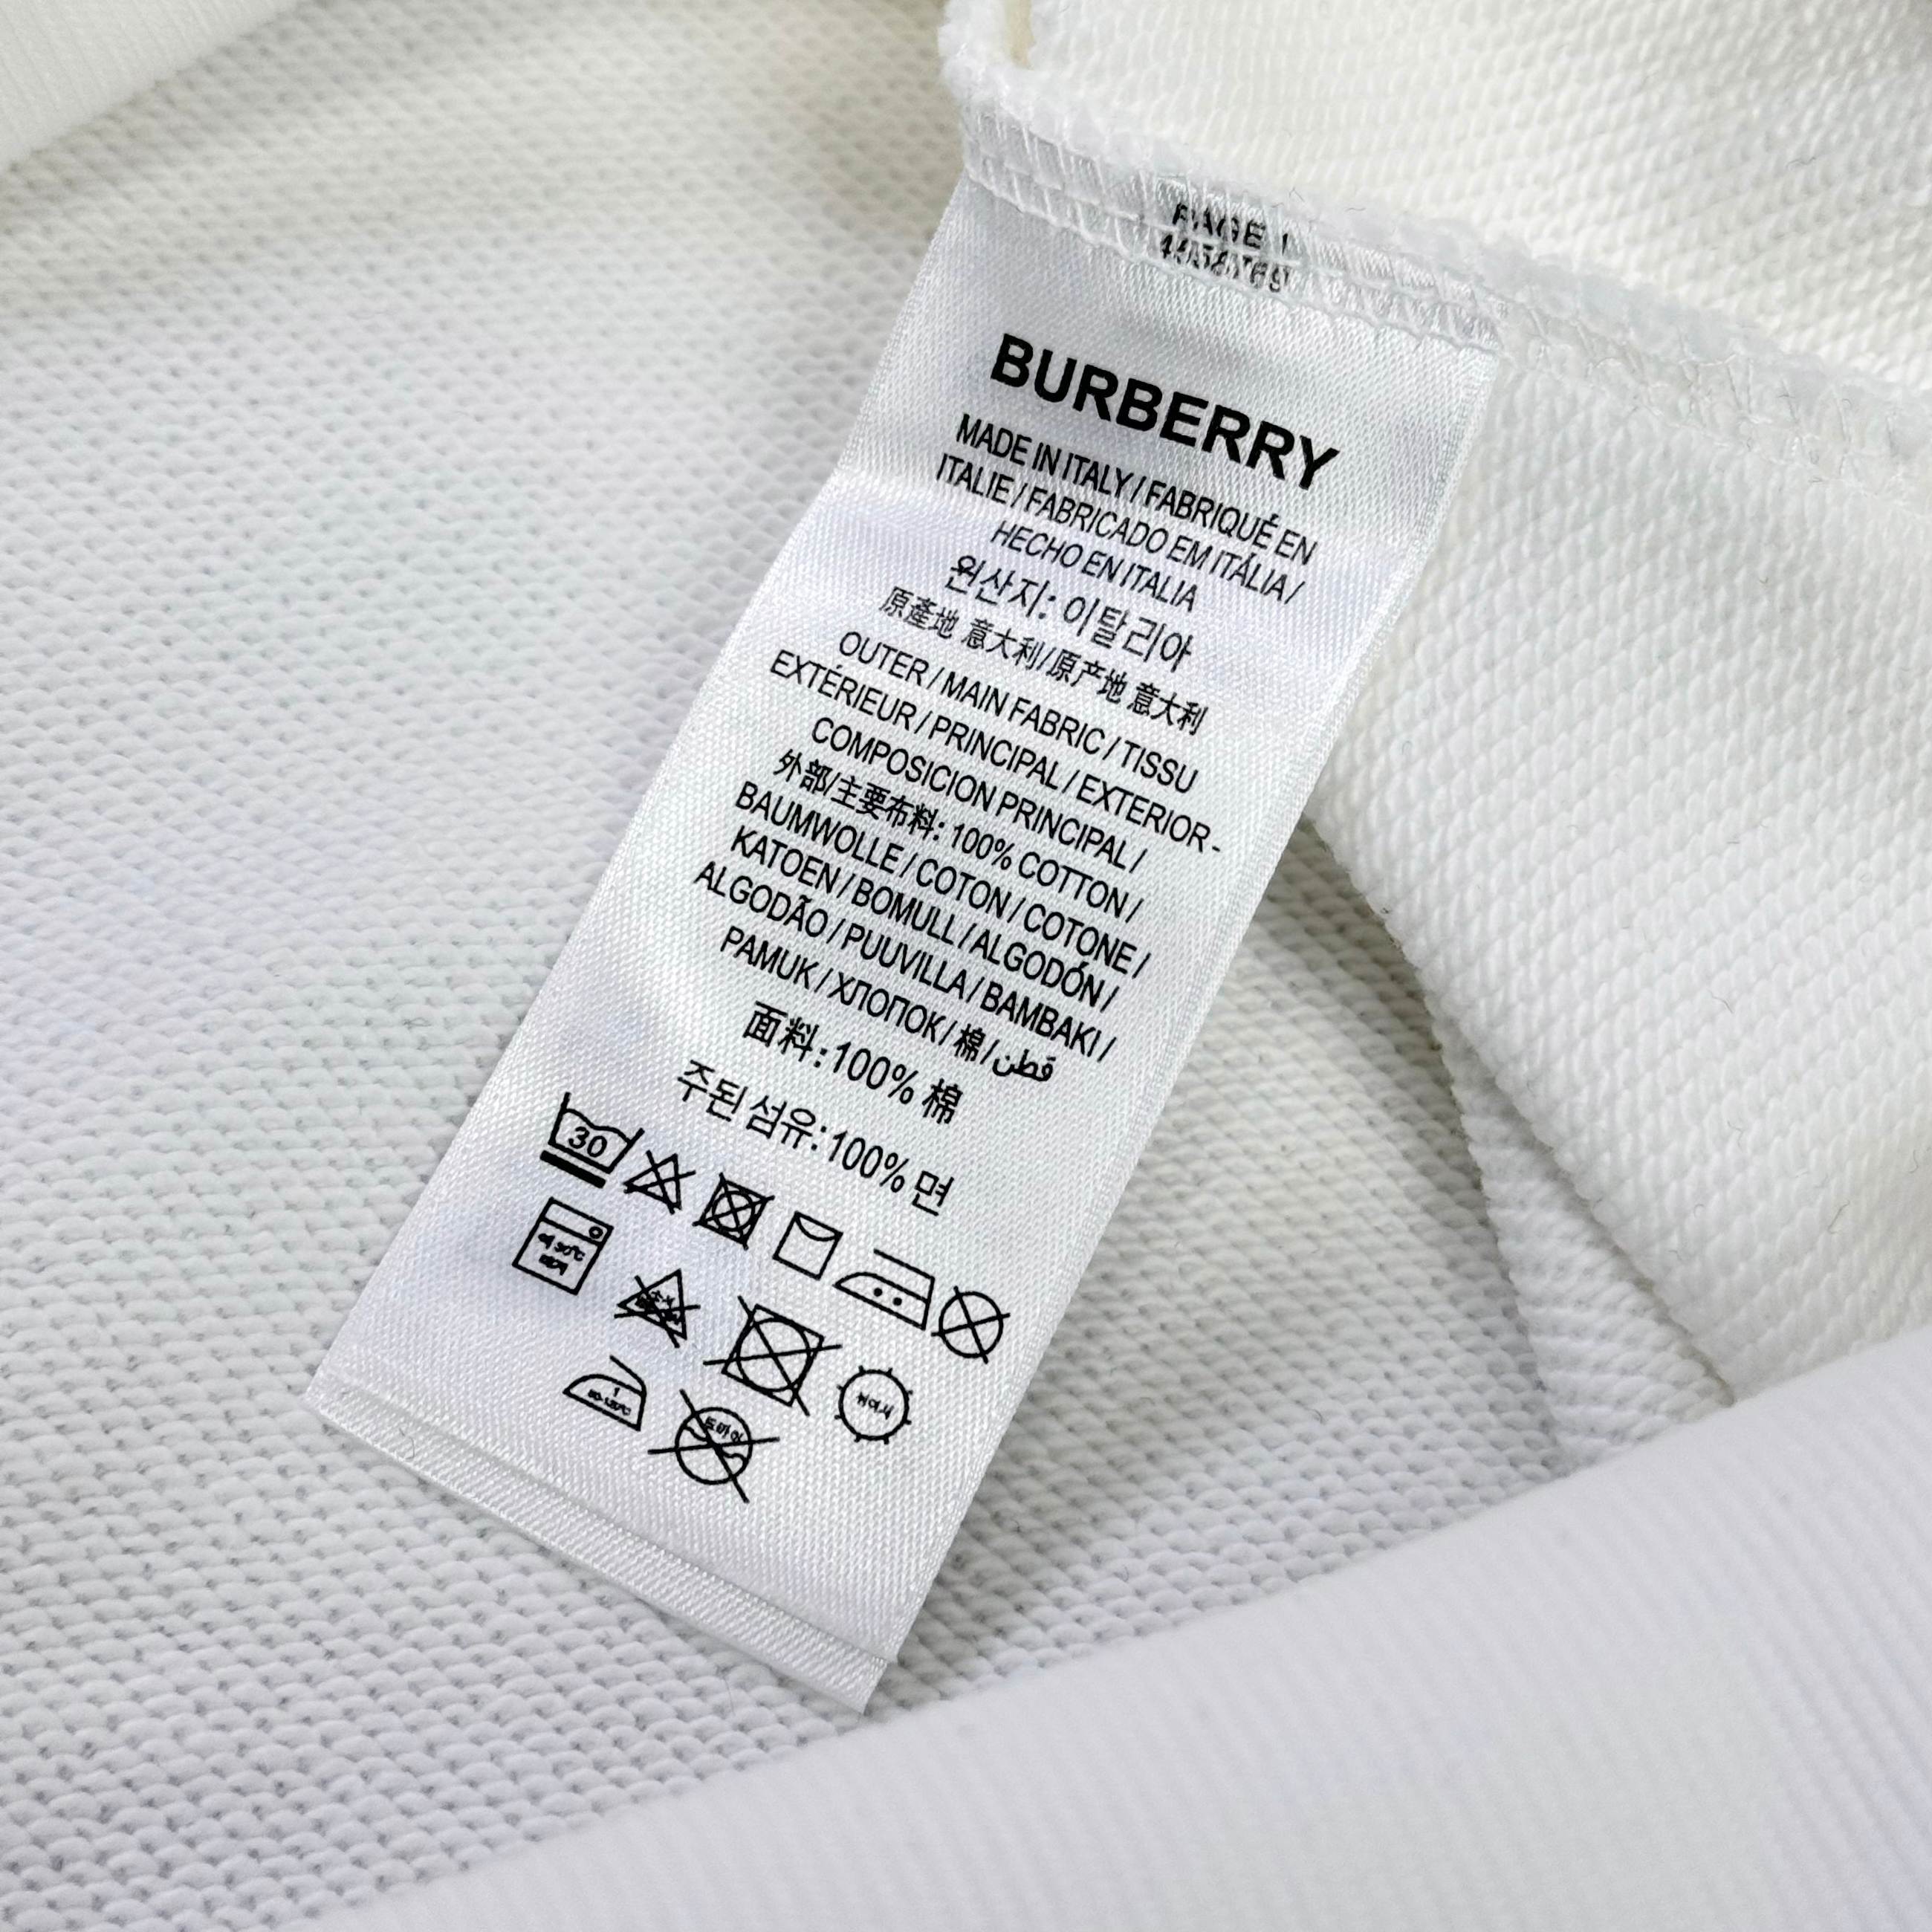 PAGE 1
BURBERRY
MADE IN ITALY / FABRIQUÉ EN
ITALIE / FABRICADO EM ITÁLIA /
HECHO EN ITALIA
원산지: 이탈리아
原產地 意大利/原产地 意大利
OUTER / MAIN FABRIC / TISSU
EXTÉRIEUR / PRINCIPAL / EXTERIOR -
COMPOSICION PRINCIPAL /
外部/主要布料: 100% COTTON /
BAUMWOLLE / COTON / COTONE /
KATOEN / BOMULL / ALGODÓN /
ALGODÃO / PUUVILLA / BAMBAKI /
PAMUK / ХЛОПОК / 棉 / قطن
面料: 100% 棉
주된 섬유: 100% 면
30